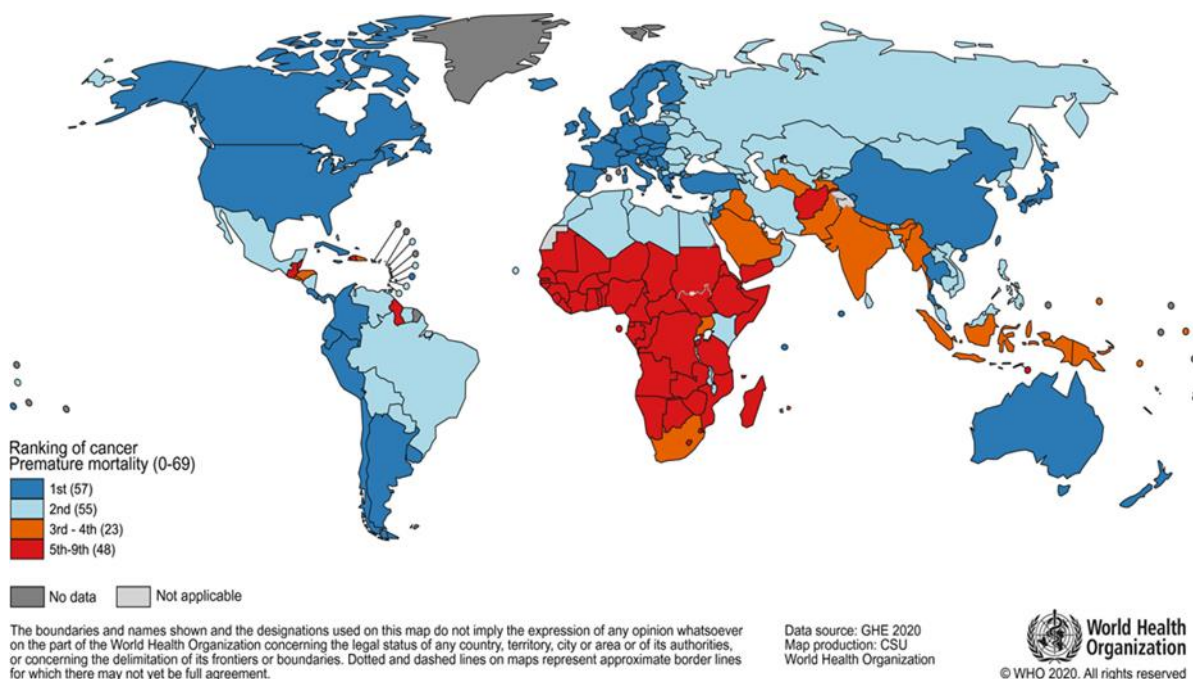 Ranking of cancer
Premature mortality (0-69)
1st (57)
2nd (55)
3rd - 4th (23)
5th-9th (48)
No data
Not applicable
The boundaries and names shown and the designations used on this map do not imply the expression of any opinion whatsoever
on the part of the World Health Organization concerning the legal status of any country, territory, city or area or of its authorities,
or concerning the delimitation of its frontiers or boundaries. Dotted and dashed lines on maps represent approximate border lines
for which there may not yet be full agreement.
Data source: GHE 2020
Map production: CSU
World Health Organization
World Health
Organization
© WHO 2020. All rights reserved